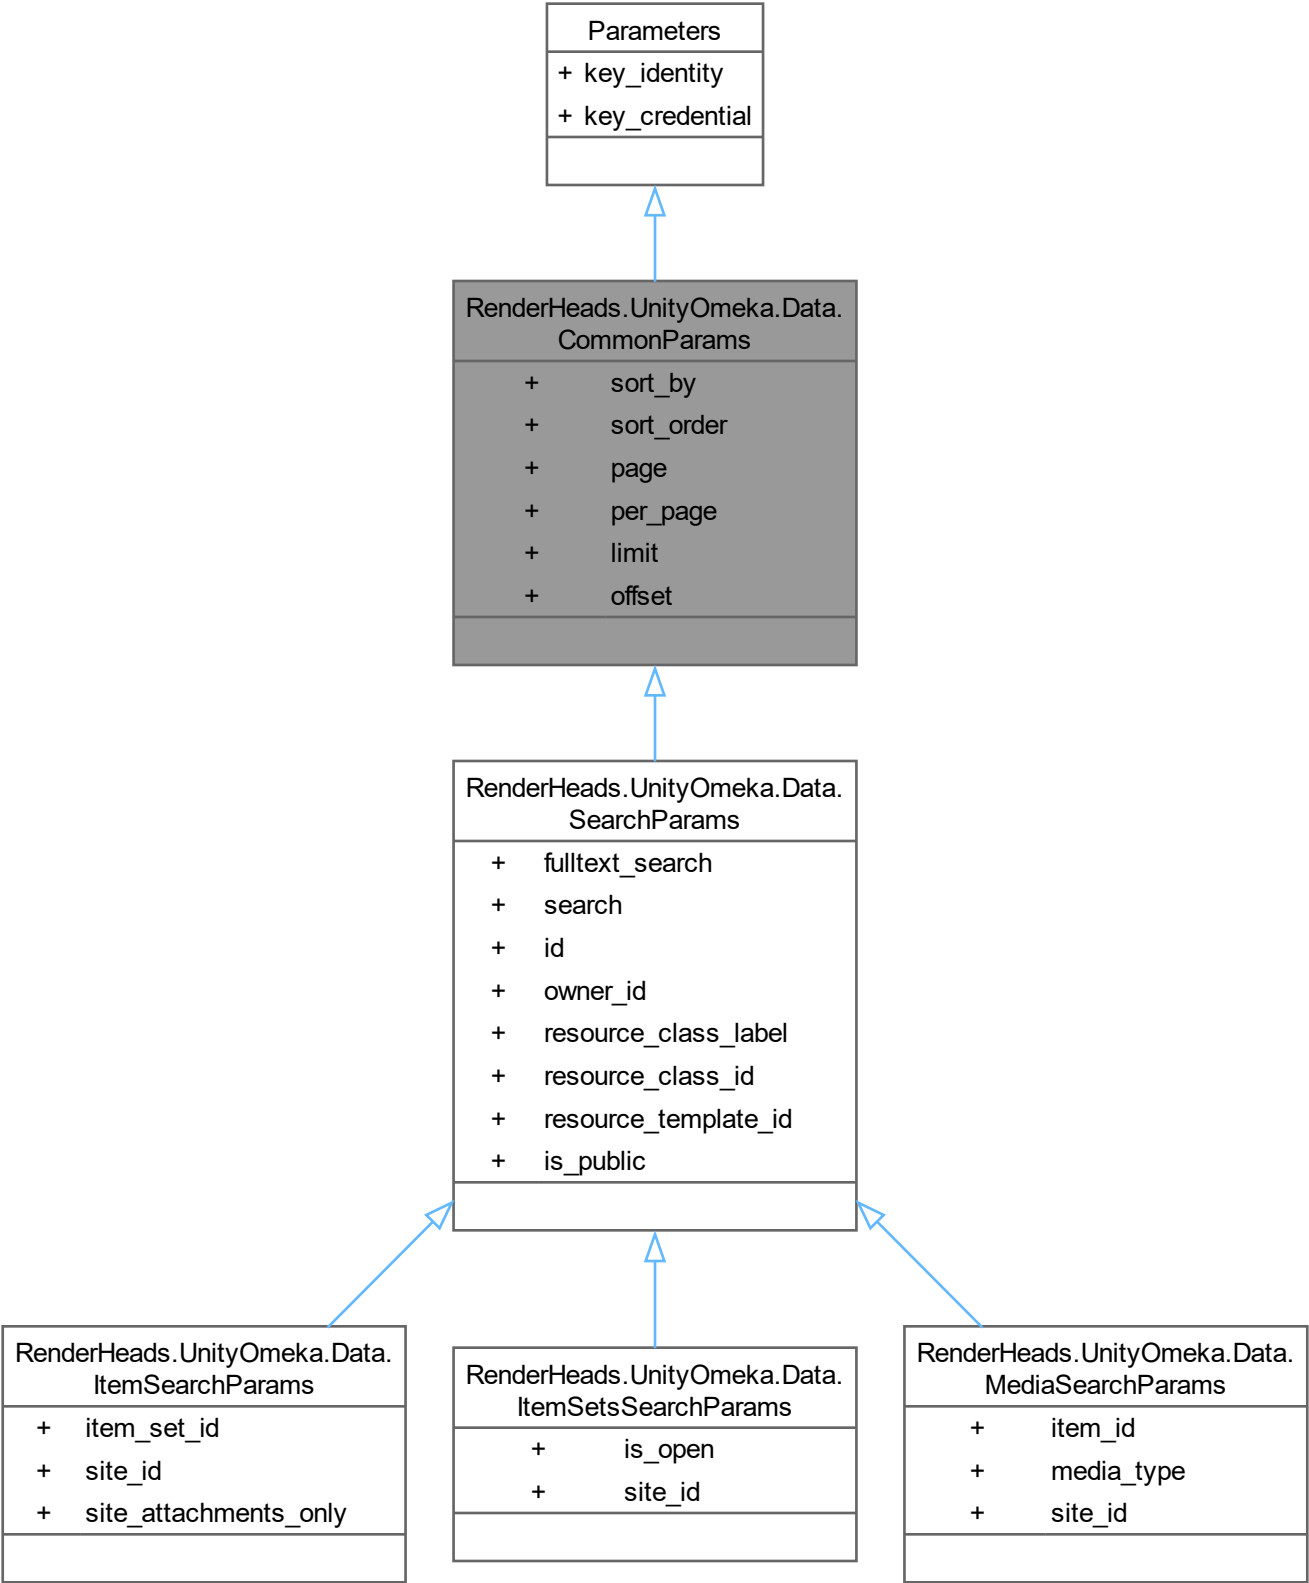 Parameters
+ key_identity
+ key_credential
RenderHeads.UnityOmeka.Data.
CommonParams
+ sort_by
+ sort_order
+ page
+ per_page
+ limit
+ offset
RenderHeads.UnityOmeka.Data.
SearchParams
+ fulltext_search
+ search
+ id
+ owner_id
+ resource_class_label
+ resource_class_id
+ resource_template_id
+ is_public
RenderHeads.UnityOmeka.Data.
ItemSearchParams
+ item_set_id
+ site_id
+ site_attachments_only
RenderHeads.UnityOmeka.Data.
ItemSetsSearchParams
+ is_open
+ site_id
RenderHeads.UnityOmeka.Data.
MediaSearchParams
+ item_id
+ media_type
+ site_id